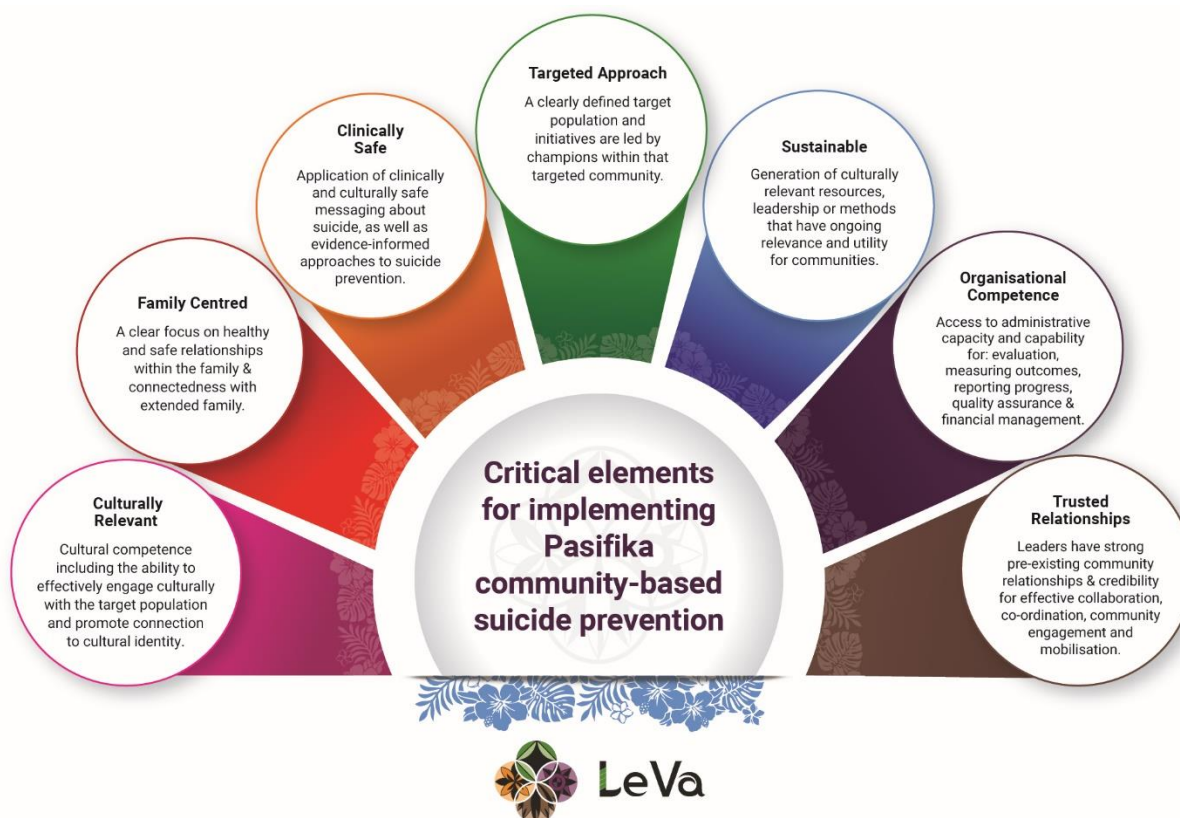 Targeted Approach
A clearly defined target
population and
initiatives are led by
champions within that
targeted community.
Clinically
Safe
Application of clinically
and culturally safe
messaging about
suicide, as well as
evidence-informed
approaches to suicide
prevention.
Sustainable
Generation of culturally
relevant resources,
leadership or methods
that have ongoing
relevance and utility
for communities.
Family Centred
A clear focus on healthy
and safe relationships
within the family &
connectedness with
extended family.
Organisational
Competence
Access to administrative
capacity and capability
for: evaluation,
measuring outcomes,
reporting progress,
quality assurance &
financial management.
Culturally
Relevant
Cultural competence
including the ability to
effectively engage culturally
with the target population
and promote connection
to cultural identity.
Critical elements
for implementing
Pasifika
community-based
suicide prevention
Trusted
Relationships
Leaders have strong
pre-existing community
relationships & credibility
for effective collaboration,
co-ordination, community
engagement and
mobilisation.
LeVa